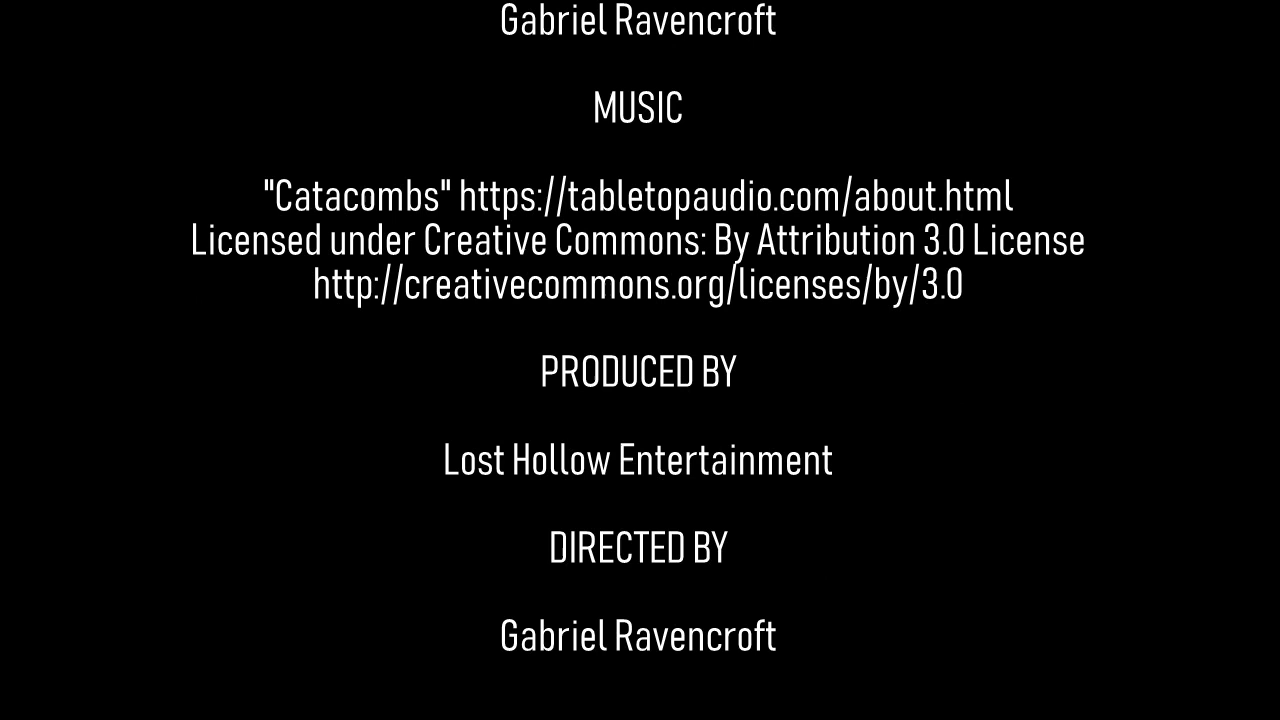 Gabriel Ravencroft
MUSIC
"Catacombs" https://tabletopaudio.com/about.html
Licensed under Creative Commons: By Attribution 3.0 License
http://creativecommons.org/licenses/by/3.0
PRODUCED BY
Lost Hollow Entertainment
DIRECTED BY
Gabriel Ravencroft